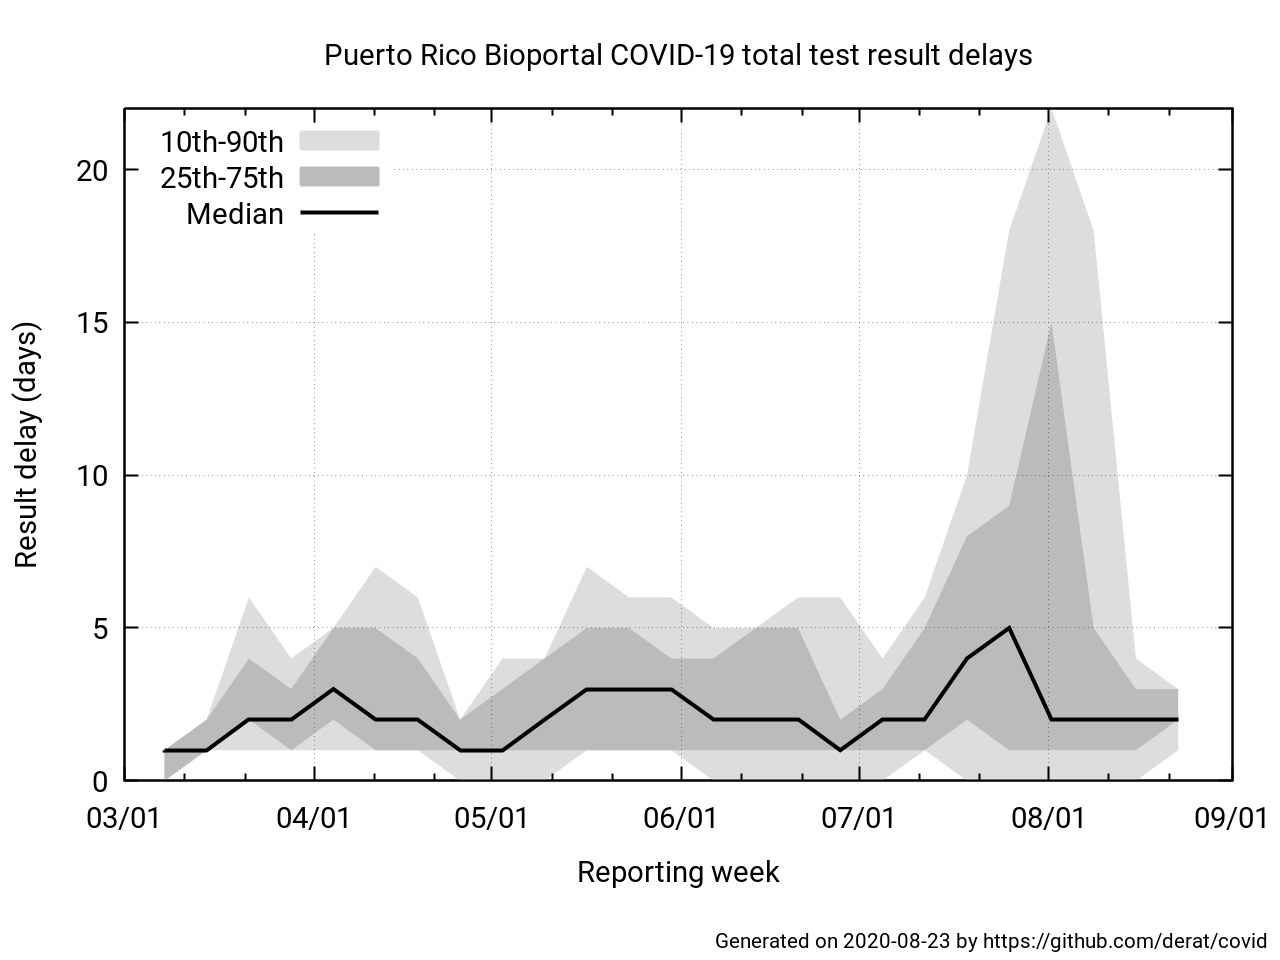 Puerto Rico Bioportal COVID-19 total test result delays
10th-90th
25th-75th
Median
Result delay (days)
20
15
10
5
0
03/01 04/01 05/01 06/01 07/01 08/01 09/01
Reporting week
Generated on 2020-08-23 by https://github.com/derat/covid